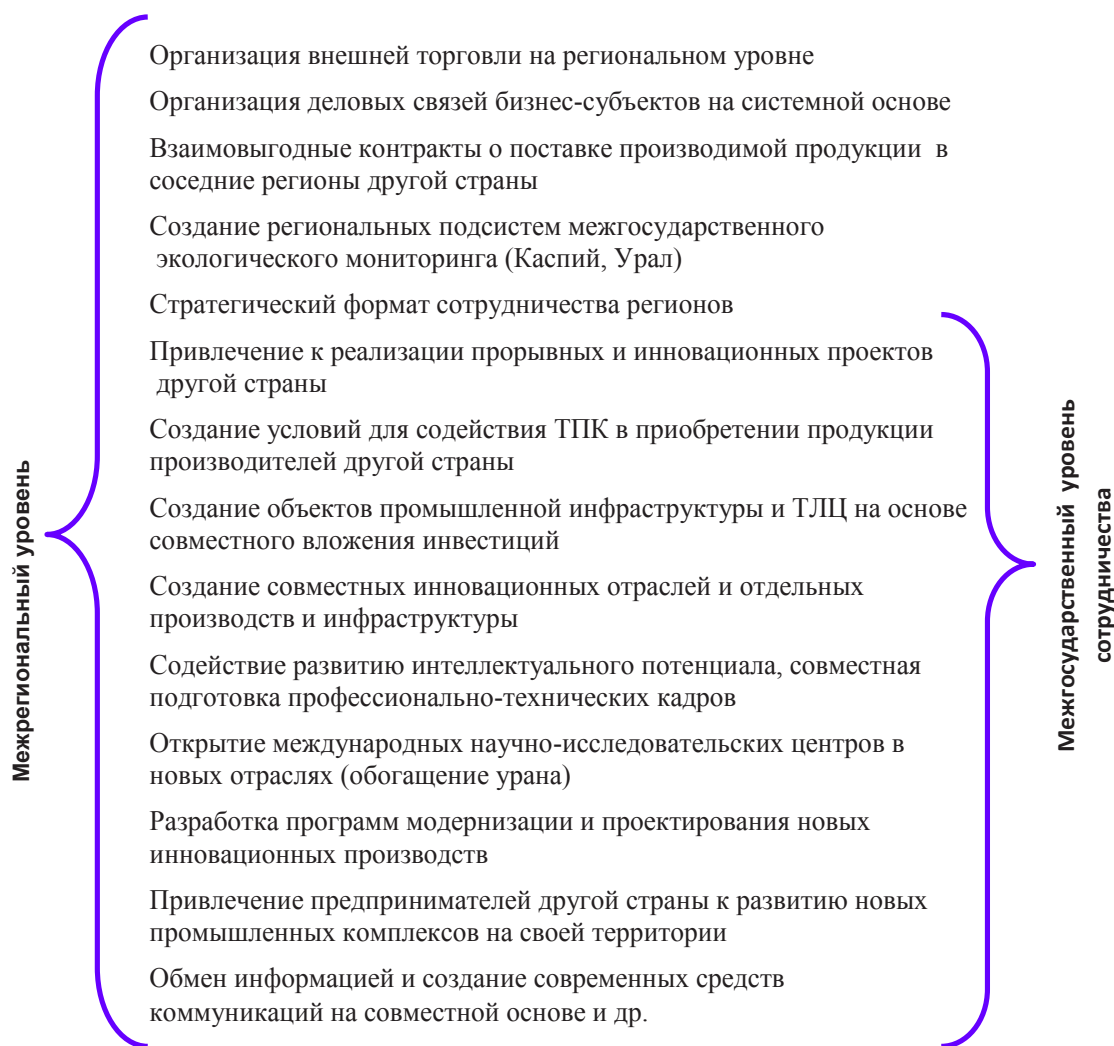 Межрегиональный уровень
Организация внешней торговли на региональном уровне
Организация деловых связей бизнес-субъектов на системной основе
Взаимовыгодные контракты о поставке производимой продукции в
соседние регионы другой страны
Создание региональных подсистем межгосударственного
экологического мониторинга (Каспий, Урал)
Стратегический формат сотрудничества регионов
Привлечение к реализации прорывных и инновационных проектов
другой страны
Создание условий для содействия ТПК в приобретении продукции
производителей другой страны
Создание объектов промышленной инфраструктуры и ТЛЦ на основе
совместного вложения инвестиций
Создание совместных инновационных отраслей и отдельных
производств и инфраструктуры
Содействие развитию интеллектуального потенциала, совместная
подготовка профессионально-технических кадров
Открытие международных научно-исследовательских центров в
новых отраслях (обогащение урана)
Разработка программ модернизации и проектирования новых
инновационных производств
Привлечение предпринимателей другой страны к развитию новых
промышленных комплексов на своей территории
Обмен информацией и создание современных средств
коммуникаций на совместной основе и др.
Межгосударственный уровень
сотрудничества